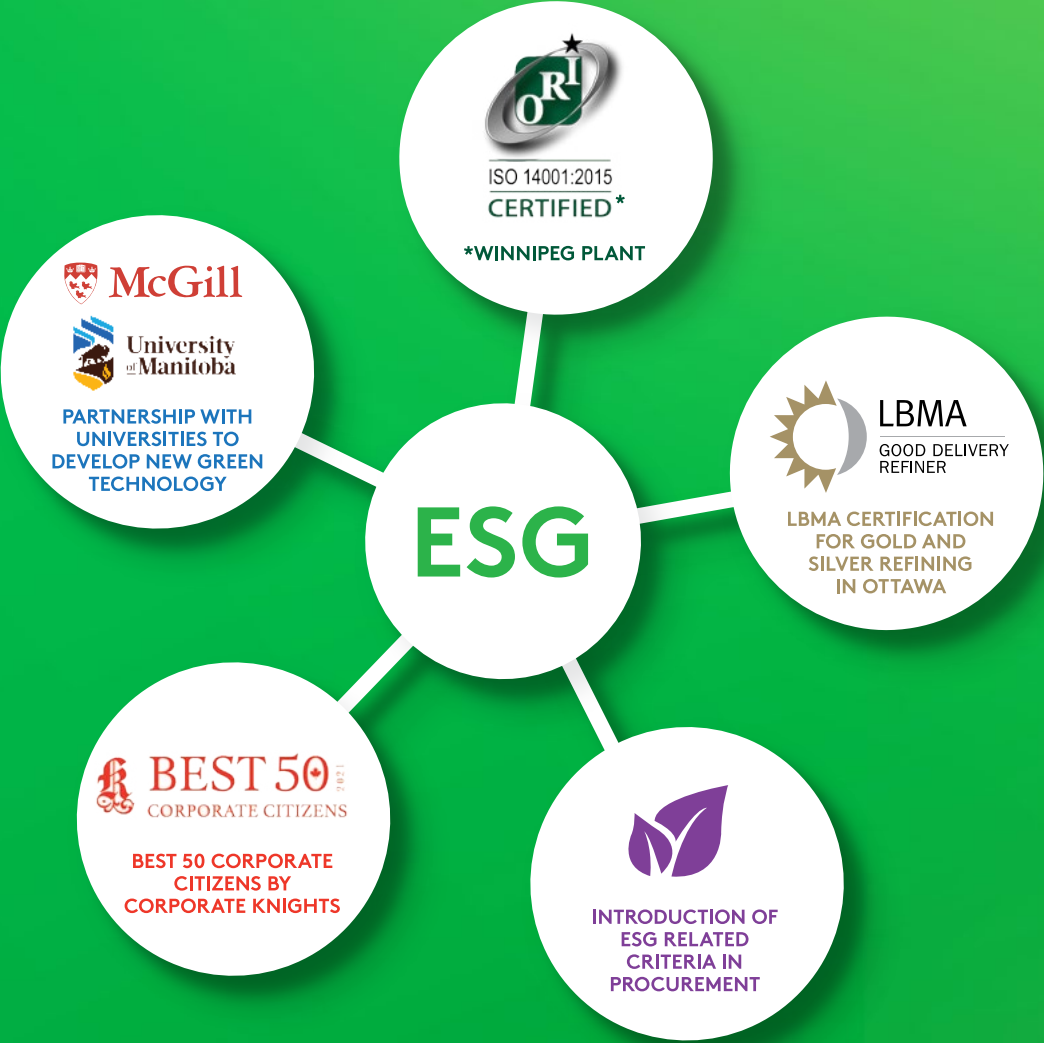 ORI
ISO 14001:2015
CERTIFIED*
*WINNIPEG PLANT
McGill
University
of Manitoba
PARTNERSHIP WITH
UNIVERSITIES TO
DEVELOP NEW GREEN
TECHNOLOGY
LBMA
GOOD DELIVERY
REFINER
LBMA CERTIFICATION
FOR GOLD AND
SILVER REFINING
IN OTTAWA
ESG
BEST 50
2021
CORPORATE CITIZENS
BEST 50 CORPORATE
CITIZENS BY
CORPORATE KNIGHTS
INTRODUCTION OF
ESG RELATED
CRITERIA IN
PROCUREMENT